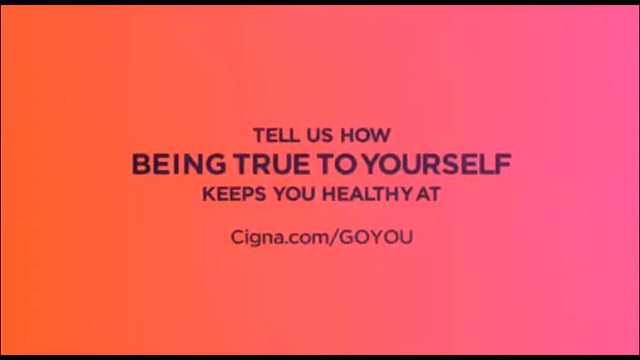 TELL US HOW
BEING TRUE TO YOURSELF
KEEPS YOU HEALTHY AT
Cigna.com/GOYOU